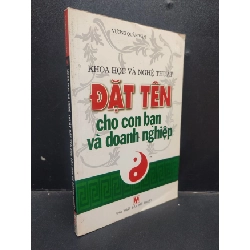 KHOA HỌC VÀ NGHỆ THUẬT
ĐẶT TÊN
cho con bạn
và doanh nghiệp